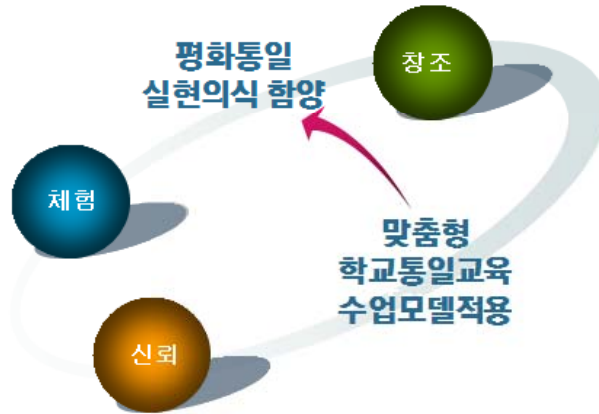 평화통일
실현의식 함양
창조
체험
맞춤형
학교통일교육
수업모델적용
신뢰